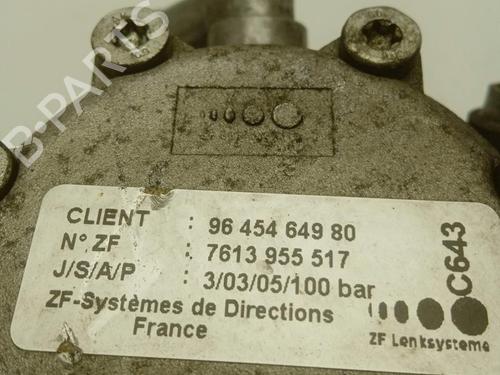 B-Parts
CLIENT : 96 454 649 80
N° ZF : 7613 955 517
J/S/A/P : 3/03/05/100 bar
ZF-Systèmes de Directions
France
C643
ZF Lenksysteme